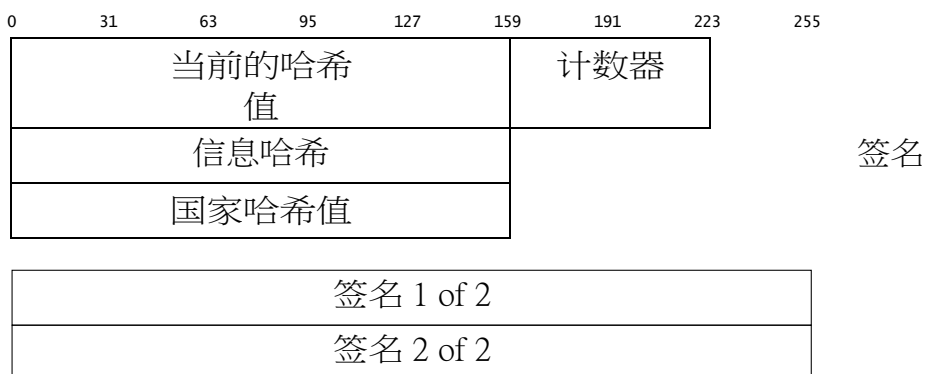 0 31 63 95 127 159 191 223 255
当前的哈希 计数器
值
信息哈希 签名
国家哈希值
签名 1 of 2
签名 2 of 2